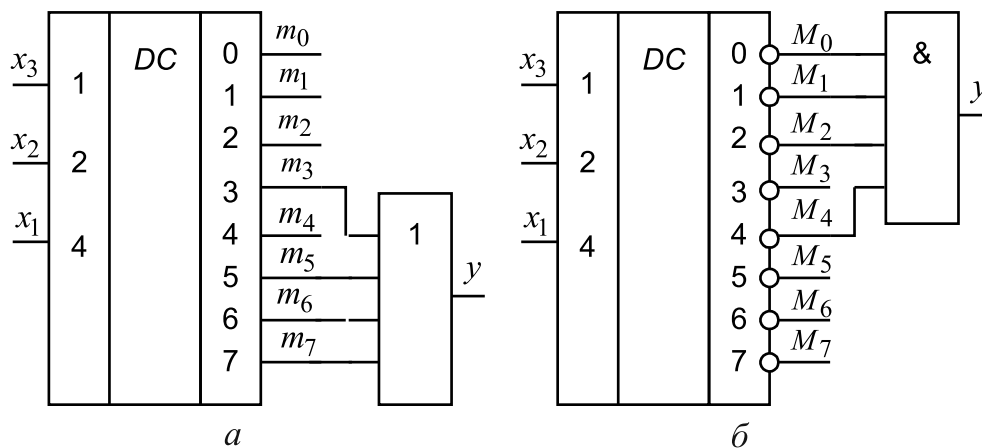 x3 1 DC 0 m0
1 m1
x2 2 2 m2
3 m3
x1 4 4 m4
5 m5
6 m6
7 m7
1 y
а
x3 1 DC 0 M0
1 M1
x2 2 2 M2
3 M3
x1 4 4 M4
5 M5
6 M6
7 M7
& y
б